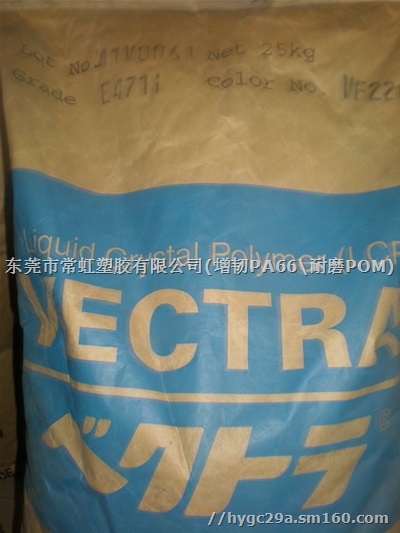 Lot No. Net 25kg
Grade E471i Color No.
Liquid Crystal Polymer (LCP
东莞市常虹塑胶有限公司(增韧PA66\耐磨POM)
VECTRA
ベクトラ
©
//hygc29a.sm160.com/